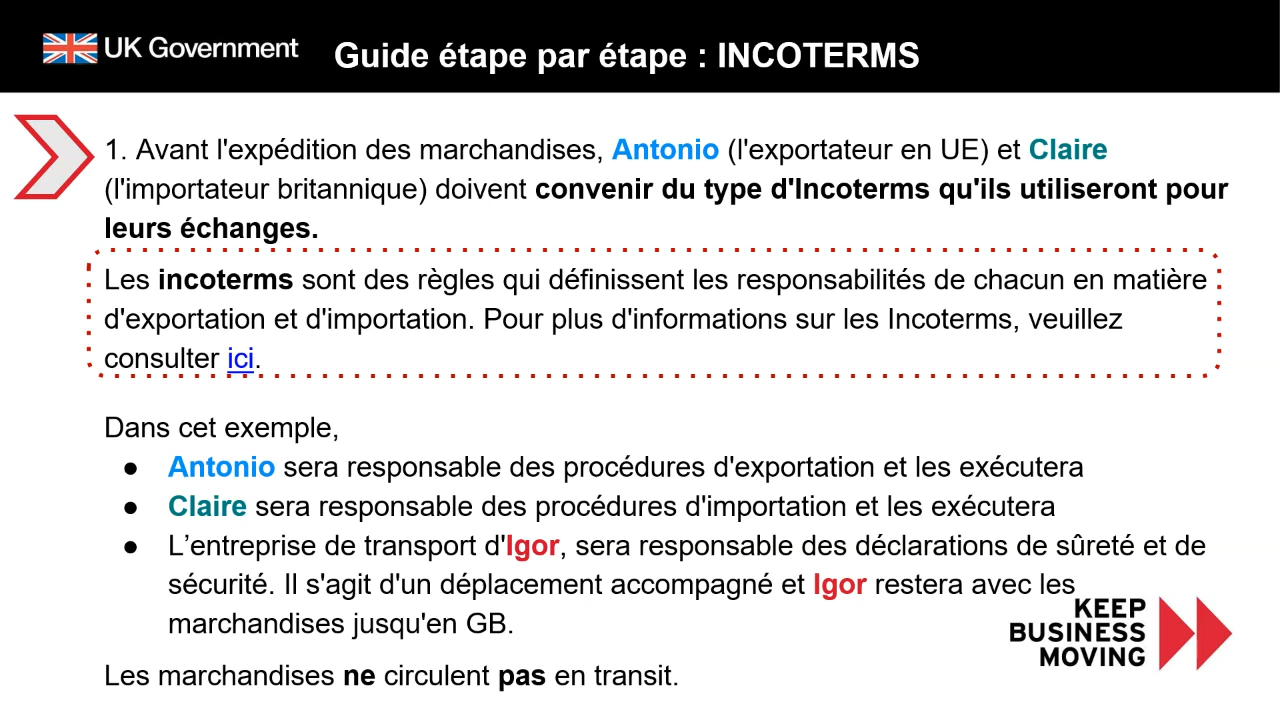 UK Government
Guide étape par étape : INCOTERMS
1. Avant l'expédition des marchandises, Antonio (l'exportateur en UE) et Claire
(l'importateur britannique) doivent convenir du type d'Incoterms qu'ils utiliseront pour
leurs échanges.
Les incoterms sont des règles qui définissent les responsabilités de chacun en matière
d'exportation et d'importation. Pour plus d'informations sur les Incoterms, veuillez
consulter ici.
Dans cet exemple,
● Antonio sera responsable des procédures d'exportation et les exécutera
● Claire sera responsable des procédures d'importation et les exécutera
● L’entreprise de transport d'Igor, sera responsable des déclarations de sûreté et de
sécurité. Il s'agit d'un déplacement accompagné et Igor restera avec les
marchandises jusqu'en GB.
Les marchandises ne circulent pas en transit.
KEEP
BUSINESS
MOVING